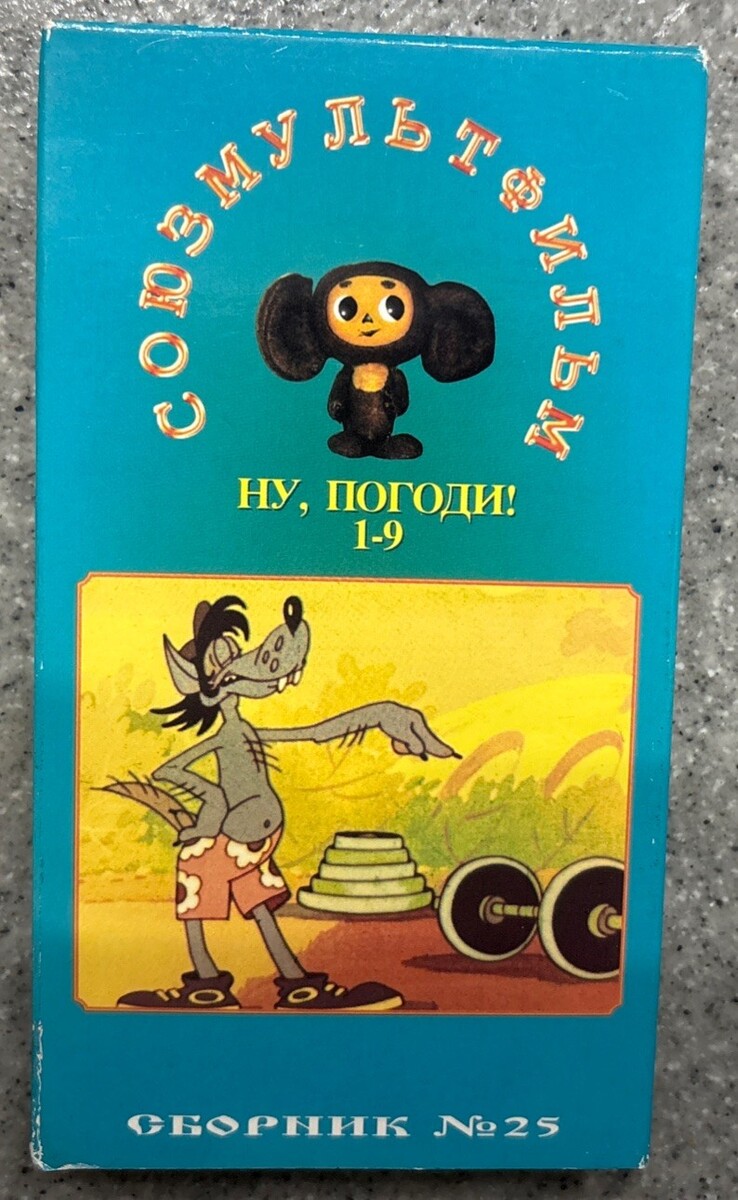 СОЮЗМУЛЬТФИЛЬМ
НУ, ПОГОДИ!
1-9
СБОРНИК №25